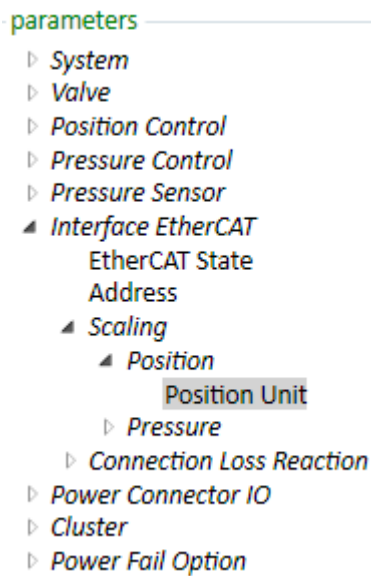 parameters
System
Valve
Position Control
Pressure Control
Pressure Sensor
Interface EtherCAT
EtherCAT State
Address
Scaling
Position
Position Unit
Pressure
Connection Loss Reaction
Power Connector IO
Cluster
Power Fail Option